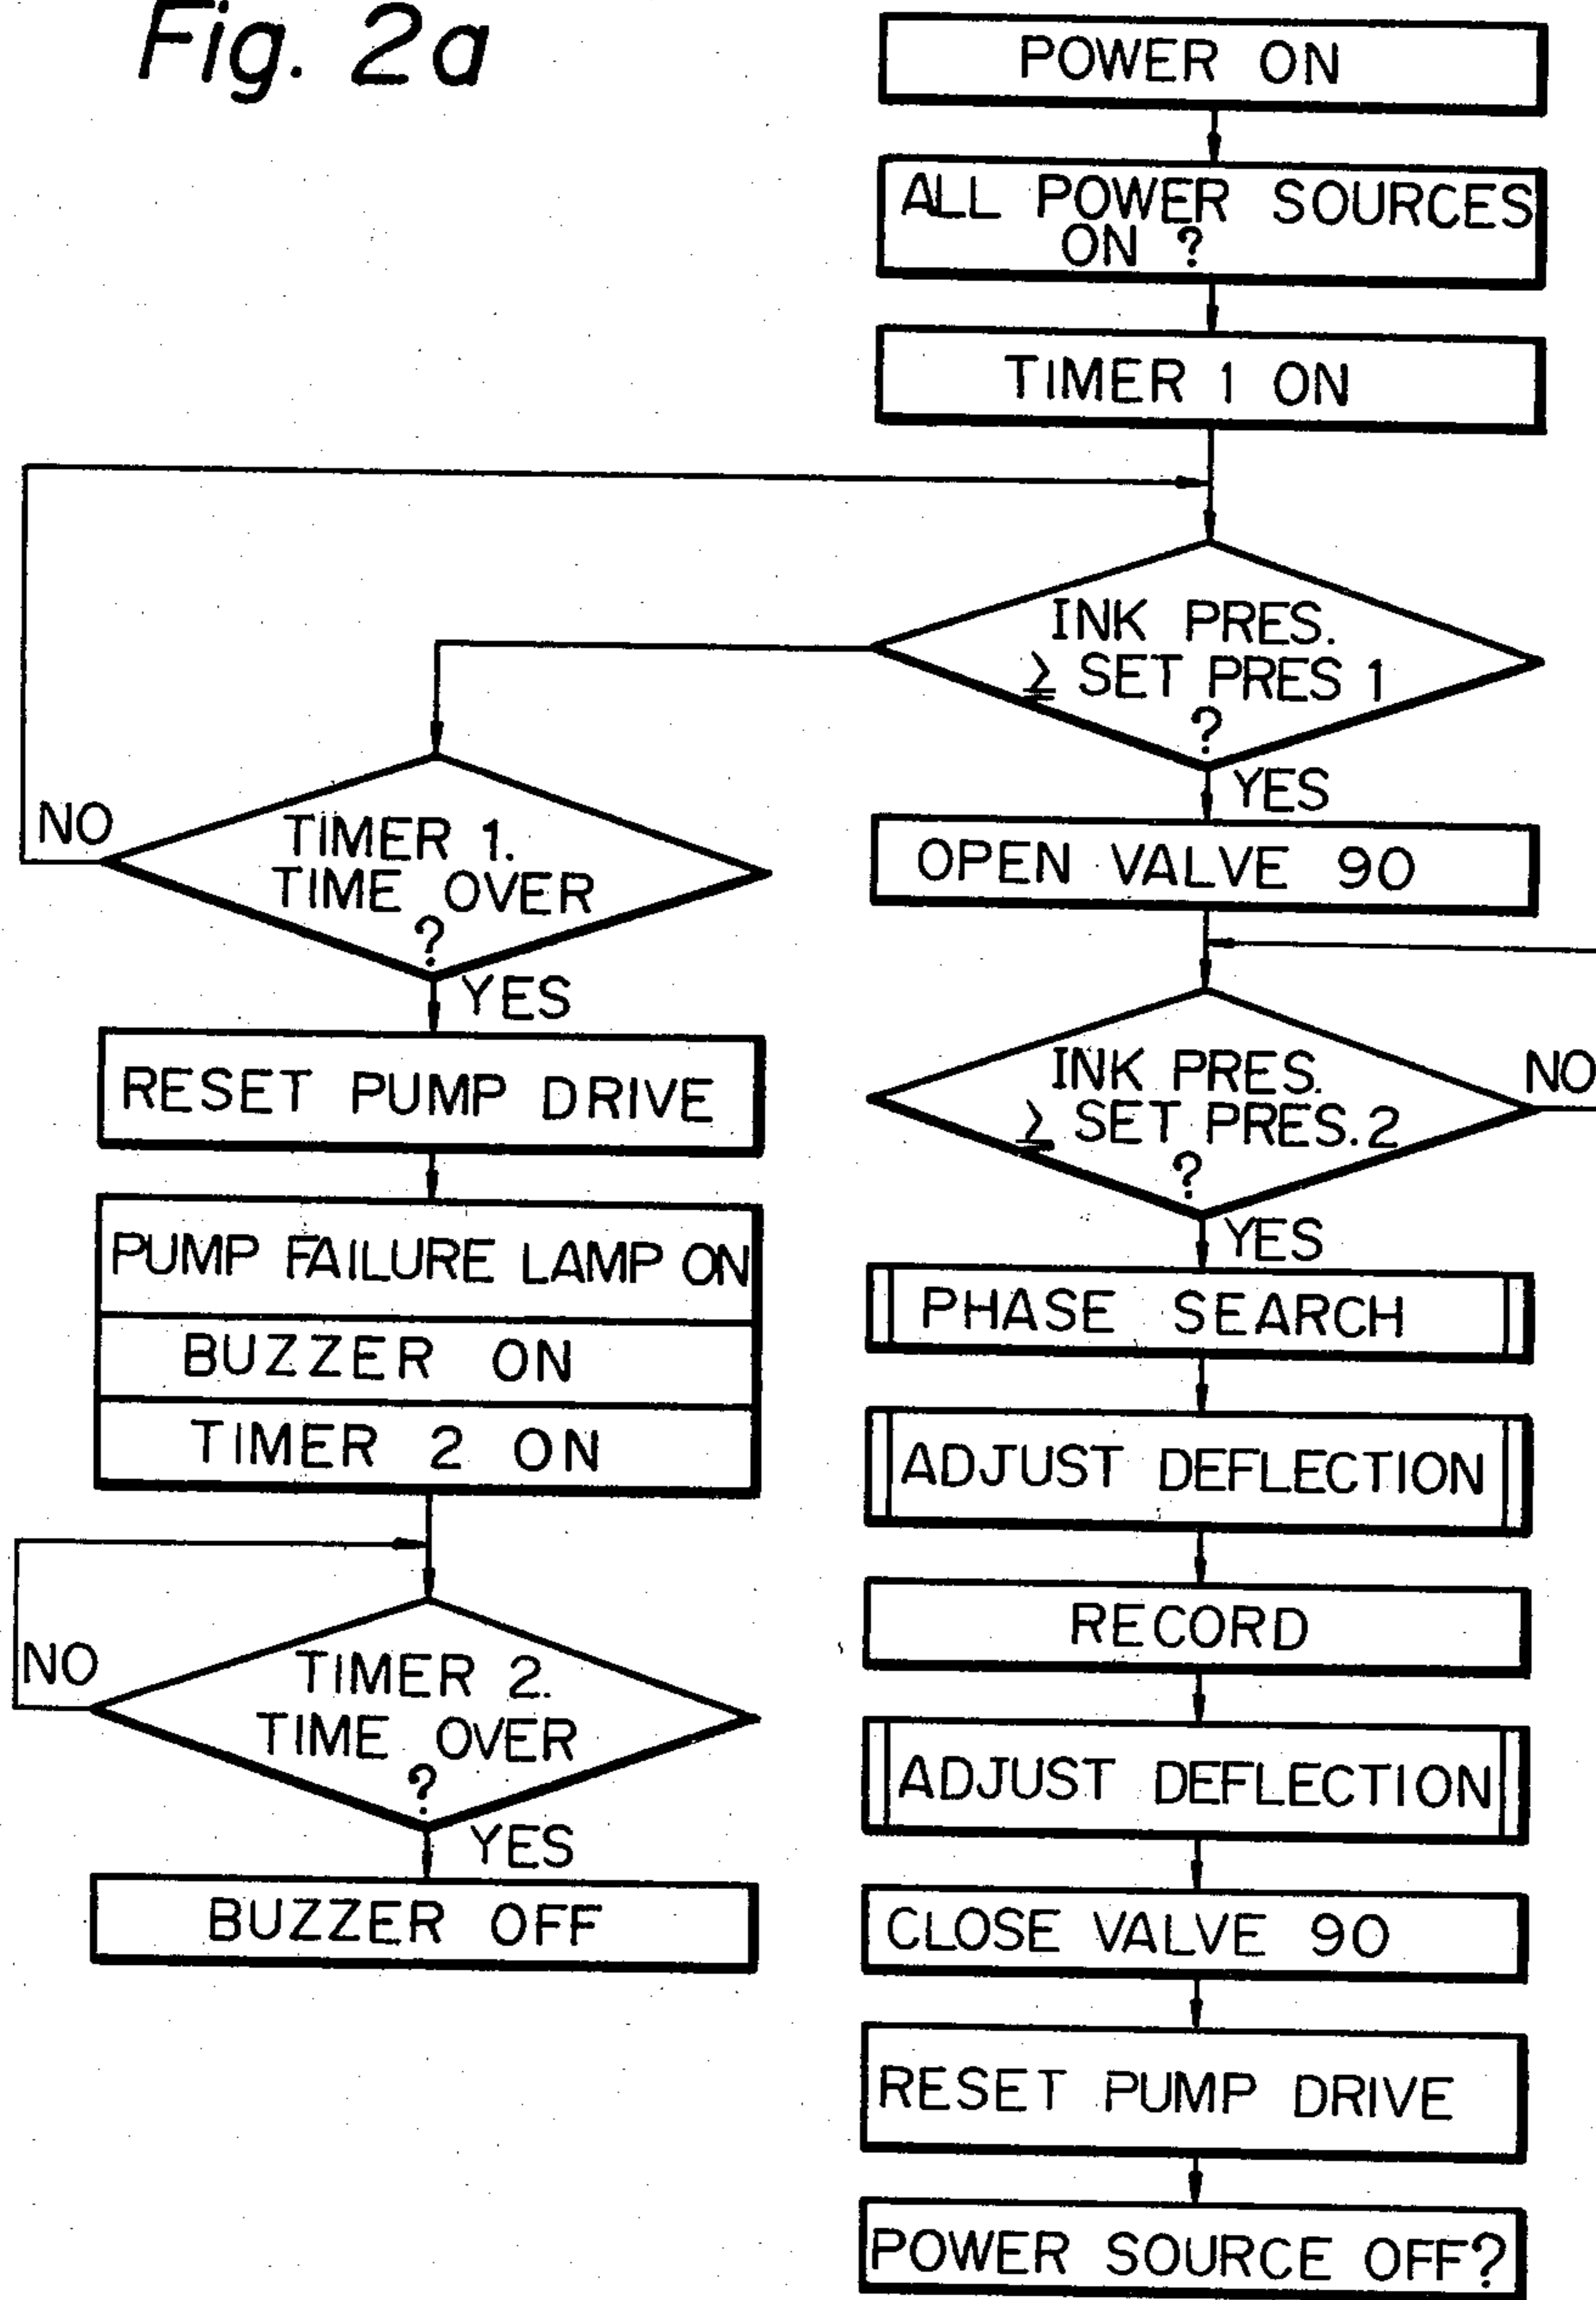 Fig. 2a
POWER ON
ALL POWER SOURCES
ON ?
TIMER 1 ON
INK PRES.
≧ SET PRES 1
?
YES
OPEN VALVE 90
INK PRES.
≧ SET PRES. 2
?
NO
YES
PHASE SEARCH
ADJUST DEFLECTION
RECORD
ADJUST DEFLECTION
CLOSE VALVE 90
RESET PUMP DRIVE
POWER SOURCE OFF?
NO
TIMER 1.
TIME OVER
?
YES
RESET PUMP DRIVE
PUMP FAILURE LAMP ON
BUZZER ON
TIMER 2 ON
NO
TIMER 2.
TIME OVER
?
YES
BUZZER OFF